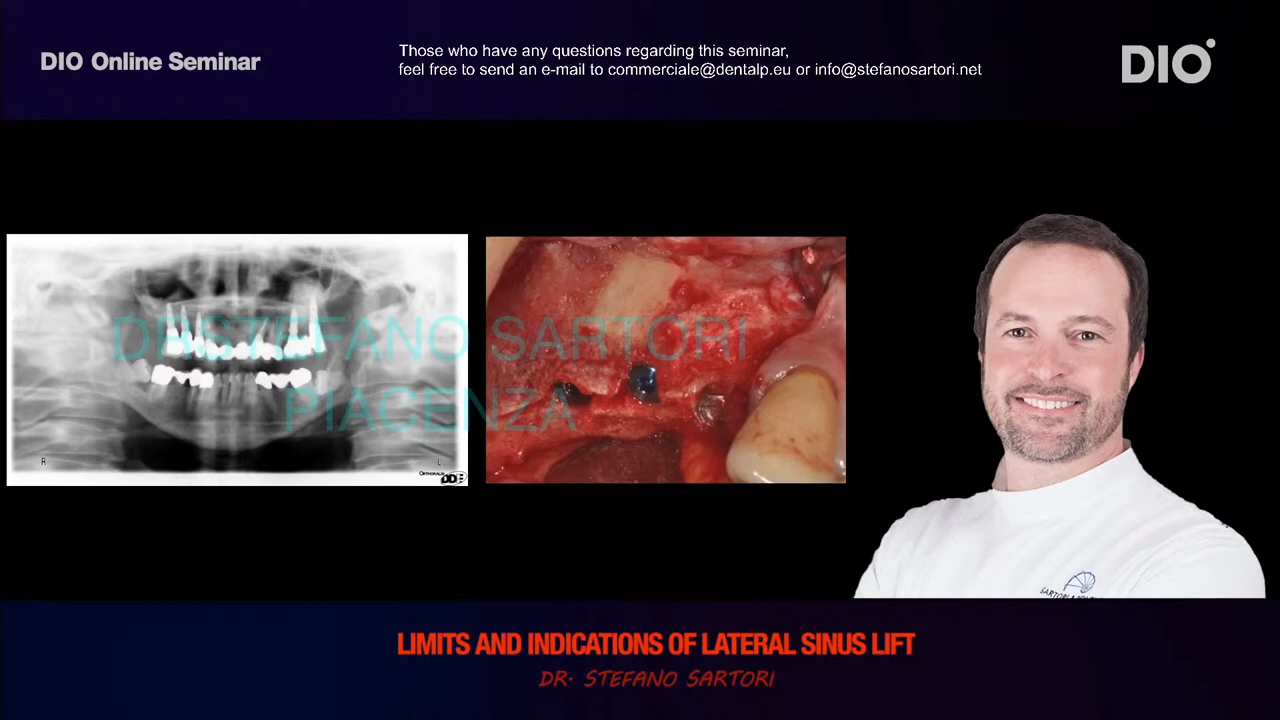 DIO Online Seminar
Those who have any questions regarding this seminar,
feel free to send an e-mail to commerciale@dentalp.eu or info@stefanosartori.net
DIO
DR STEFANO SARTORI
PIACENZA
R
L
ORTHORALIX
DDE
LIMITS AND INDICATIONS OF LATERAL SINUS LIFT
DR. STEFANO SARTORI